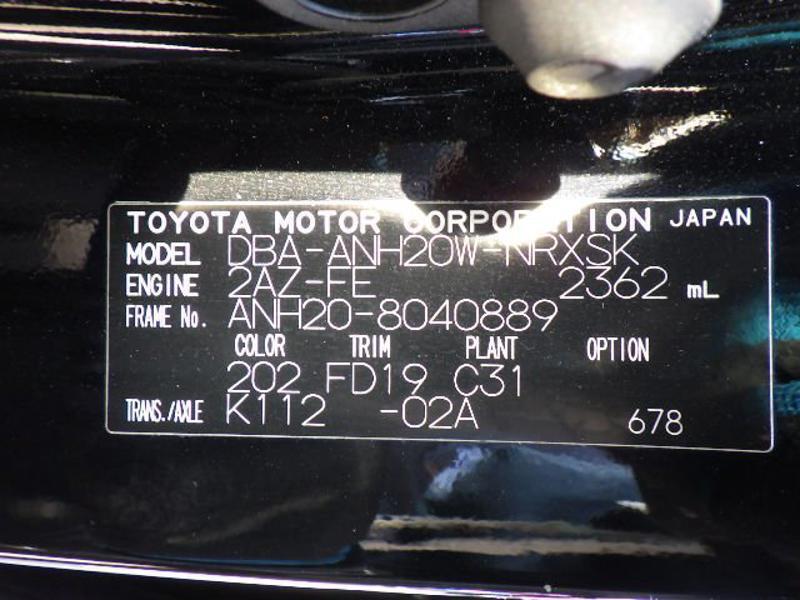 TOYOTA MOTOR CORPORATION JAPAN
MODEL DBA-ANH20W-NRXSK
ENGINE 2AZ-FE 2362 mL
FRAME No. ANH20-8040889
COLOR TRIM PLANT OPTION
202 FD19 C31
TRANS./AXLE K112 -02A 678